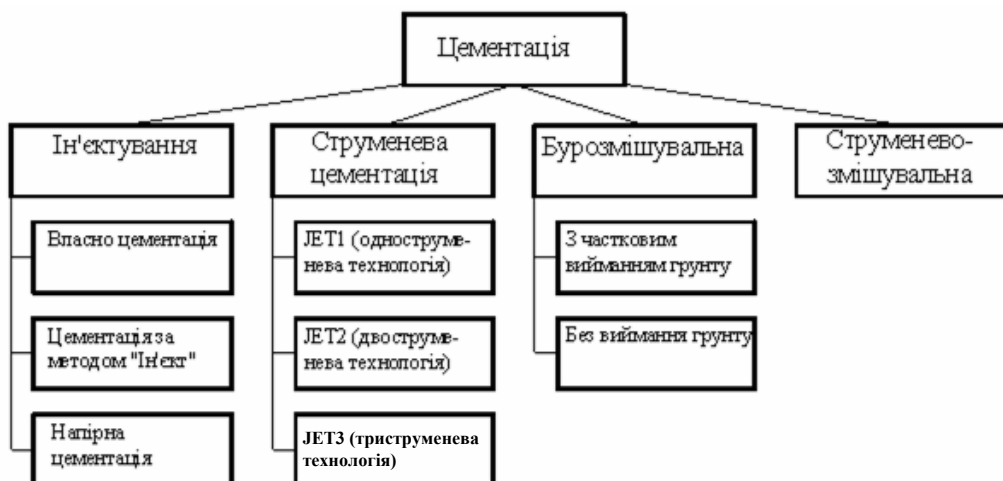 Цементація
Ін'єктування
Струменева
цементація
Бурозмішувальна
Струменево-
змішувальна
Власно цементація
Цементація за
методом "Ін'єкт"
Напірна
цементація
JET1 (одноструме-
нева технологія)
JET2 (двоструме-
нева технологія)
JET3 (триструменева
технологія)
З частковим
вийманням грунту
Без виймання грунту